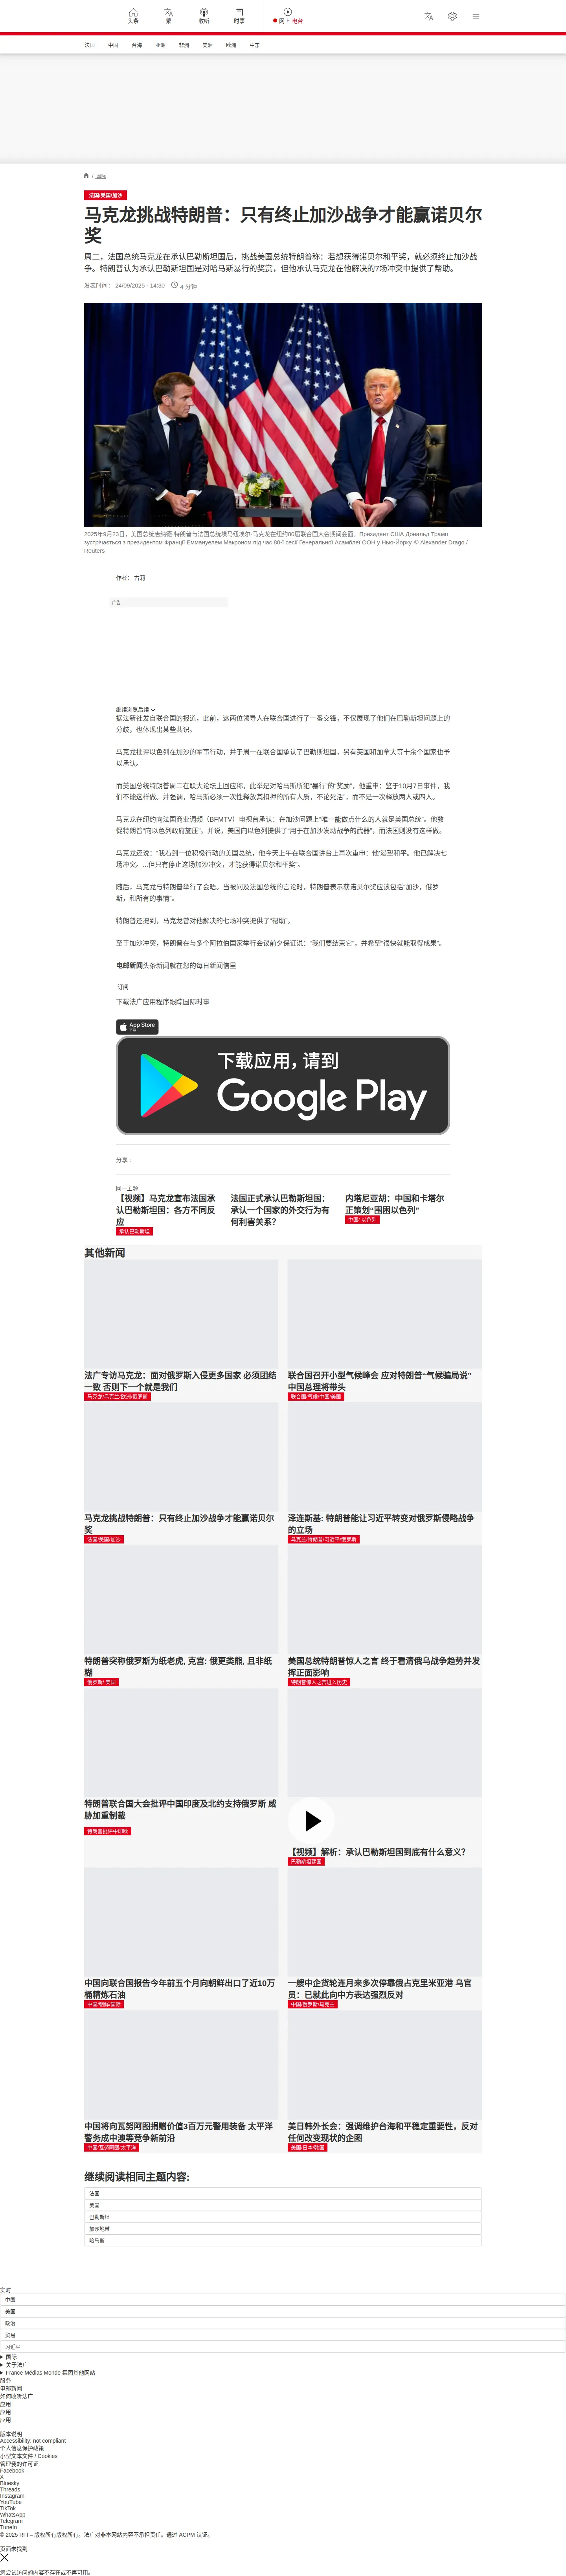 头条
繁
收听
时事
网上 电台
法国 中国 台海 亚洲 非洲 美洲 欧洲 中东
/ 国际
法国/美国/加沙
马克龙挑战特朗普：只有终止加沙战争才能赢诺贝尔
奖
周二，法国总统马克龙在承认巴勒斯坦国后，挑战美国总统特朗普称：若想获得诺贝尔和平奖，就必须终止加沙战
争。特朗普认为承认巴勒斯坦国是对哈马斯暴行的奖赏，但他承认马克龙在他解决的7场冲突中提供了帮助。
发表时间： 24/09/2025 - 14:30 4 分钟
2025年9月23日，美国总统唐纳德·特朗普与法国总统埃马纽埃尔·马克龙在纽约80届联合国大会期间会面。Президент США Дональд Трамп
зустрічається з президентом Франції Еммануелем Макроном під час 80-ї сесії Генеральної Асамблеї ООН у Нью-Йорку. © Alexander Drago /
Reuters
作者： 古莉
广告
继续浏览后续
据法新社发自联合国的报道，此前，这两位领导人在联合国进行了一番交锋，不仅展现了他们在巴勒斯坦问题上的
分歧，也体现出某些共识。
马克龙批评以色列在加沙的军事行动，并于周一在联合国承认了巴勒斯坦国，另有英国和加拿大等十余个国家也予
以承认。
而美国总统特朗普周二在联大论坛上回应称，此举是对哈马斯所犯“暴行”的“奖励”，他重申：鉴于10月7日事件，我
们不能这样做。并强调，哈马斯必须一次性释放其扣押的所有人质，不论死活”，而不是一次释放两人或四人。
马克龙在纽约向法国商业调频（BFMTV）电视台承认：在加沙问题上“唯一能做点什么的人就是美国总统”。他敦
促特朗普“向以色列政府施压”。并说，美国向以色列提供了“用于在加沙发动战争的武器”，而法国则没有这样做。
马克龙还说：“我看到一位积极行动的美国总统，他今天上午在联合国讲台上再次重申：他‘渴望和平。他已解决七
场冲突。...但只有停止这场加沙冲突，才能获得诺贝尔和平奖”。
随后，马克龙与特朗普举行了会晤。当被问及法国总统的言论时，特朗普表示获诺贝尔奖应该包括“加沙，俄罗
斯，和所有的事情”。
特朗普还提到，马克龙曾对他解决的七场冲突提供了“帮助”。
至于加沙冲突，特朗普在与多个阿拉伯国家举行会议前夕保证说：“我们要结束它”，并希望“很快就能取得成果”。
电邮新闻头条新闻就在您的每日新闻信里
订阅
下载法广应用程序跟踪国际时事
App Store
下载
下载应用，请到
Google Play
分享 :
同一主题
【视频】马克龙宣布法国承
认巴勒斯坦国：各方不同反
应
承认巴勒斯坦
法国正式承认巴勒斯坦国：
承认一个国家的外交行为有
何利害关系？
内塔尼亚胡：中国和卡塔尔
正策划“围困以色列”
中国/ 以色列
其他新闻
法广专访马克龙：面对俄罗斯入侵更多国家 必须团结
一致 否则下一个就是我们
马克龙/乌克兰/欧洲/俄罗斯
联合国召开小型气候峰会 应对特朗普“气候骗局说”
中国总理将带头
联合国/气候/中国/美国
马克龙挑战特朗普：只有终止加沙战争才能赢诺贝尔
奖
法国/美国/加沙
泽连斯基: 特朗普能让习近平转变对俄罗斯侵略战争
的立场
乌克兰/特朗普/习近平/俄罗斯
特朗普突称俄罗斯为纸老虎, 克宫: 俄更类熊, 且非纸
糊
俄罗斯/ 美国
美国总统特朗普惊人之言 终于看清俄乌战争趋势并发
挥正面影响
特朗普惊人之言进入历史
特朗普联合国大会批评中国印度及北约支持俄罗斯 威
胁加重制裁
特朗普批评中印欧
【视频】解析：承认巴勒斯坦国到底有什么意义？
巴勒斯坦建国
中国向联合国报告今年前五个月向朝鲜出口了近10万
桶精炼石油
中国/朝鲜/国际
一艘中企货轮连月来多次停靠俄占克里米亚港 乌官
员：已就此向中方表达强烈反对
中国/俄罗斯/乌克兰
中国将向瓦努阿图捐赠价值3百万元警用装备 太平洋
警务成中澳等竞争新前沿
中国/瓦努阿图/太平洋
美日韩外长会：强调维护台海和平稳定重要性，反对
任何改变现状的企图
美国/日本/韩国
继续阅读相同主题内容:
法国
美国
巴勒斯坦
加沙地带
哈马斯
实时
中国
美国
政治
贸易
习近平
国际
关于法广
France Médias Monde 集团其他网站
服务
电邮新闻
如何收听法广
应用
应用
应用
版本说明
Accessibility: not compliant
个人信息保护政策
小型文本文件 / Cookies
管理我的许可证
Facebook
X
Bluesky
Threads
Instagram
YouTube
TikTok
WhatsApp
Telegram
TuneIn
© 2025 RFI – 版权所有版权所有。法广对非本网站内容不承担责任。通过 ACPM 认证。
页面未找到
您尝试访问的内容不存在或不再可用。